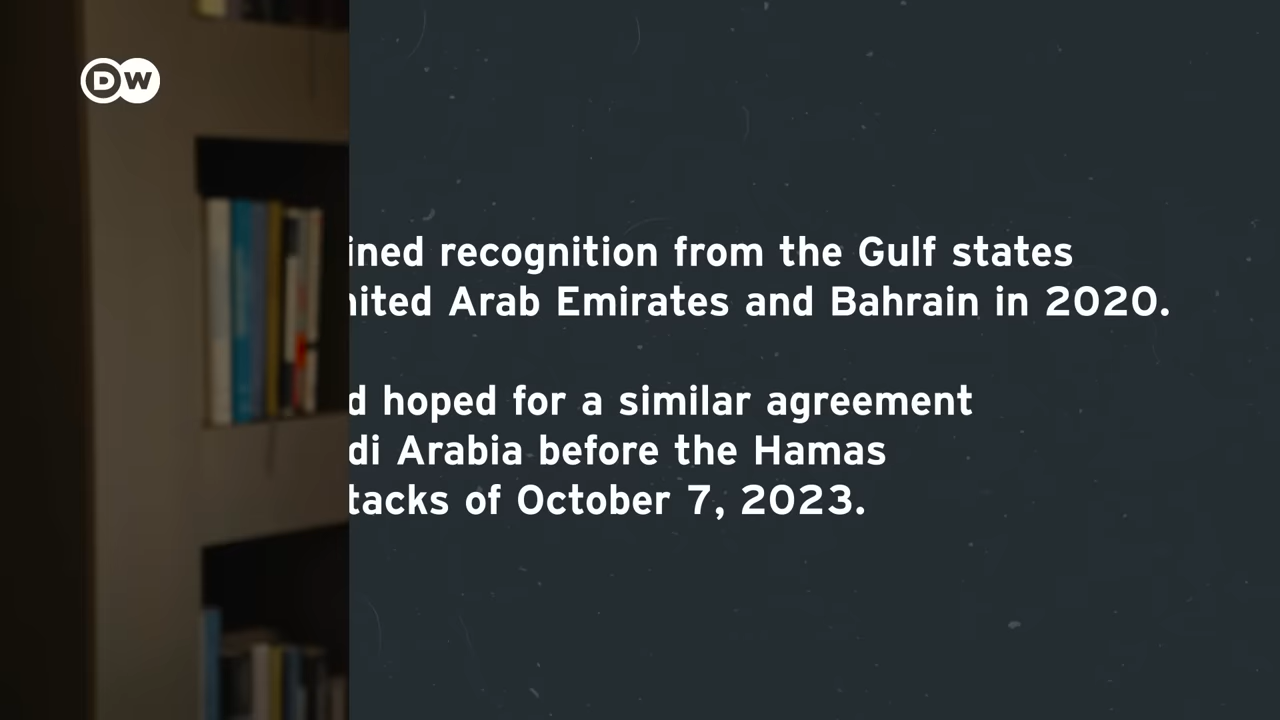 DW
ined recognition from the Gulf states
nited Arab Emirates and Bahrain in 2020.
d hoped for a similar agreement
di Arabia before the Hamas
tacks of October 7, 2023.